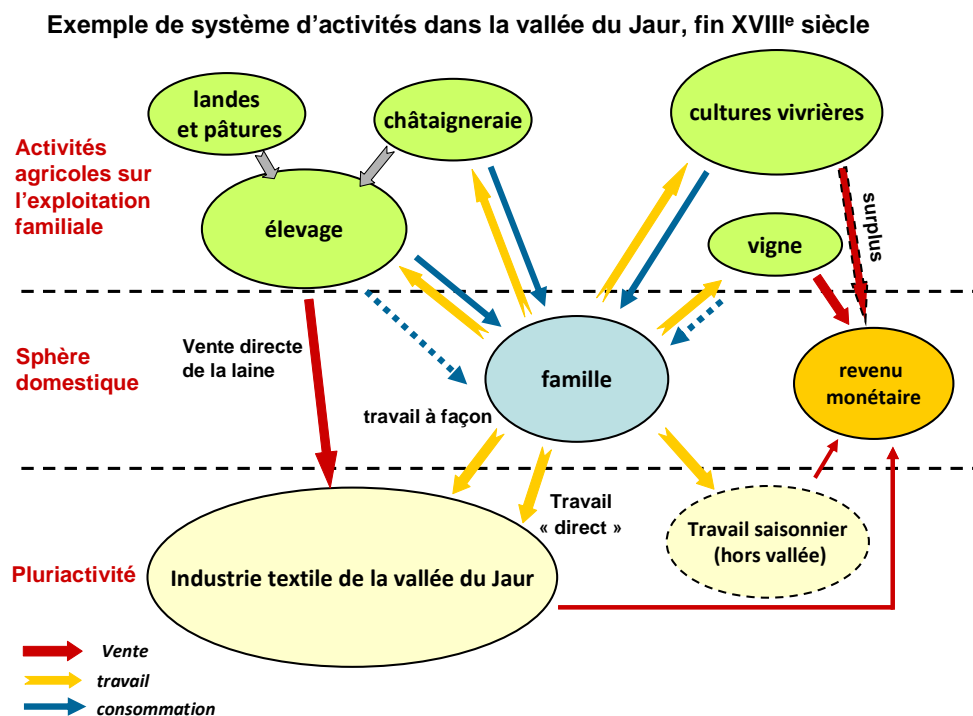 Exemple de système d'activités dans la vallée du Jaur, fin XVIIIᵉ siècle
landes
et pâtures
châtaigneraie
cultures vivrières
Activités
agricoles sur
l'exploitation
familiale
élevage
vigne
surplus
Sphère
domestique
Vente directe
de la laine
famille
revenu
monétaire
travail à façon
Travail
« direct »
Travail saisonnier
(hors vallée)
Pluriactivité
Industrie textile de la vallée du Jaur
Vente
travail
consommation